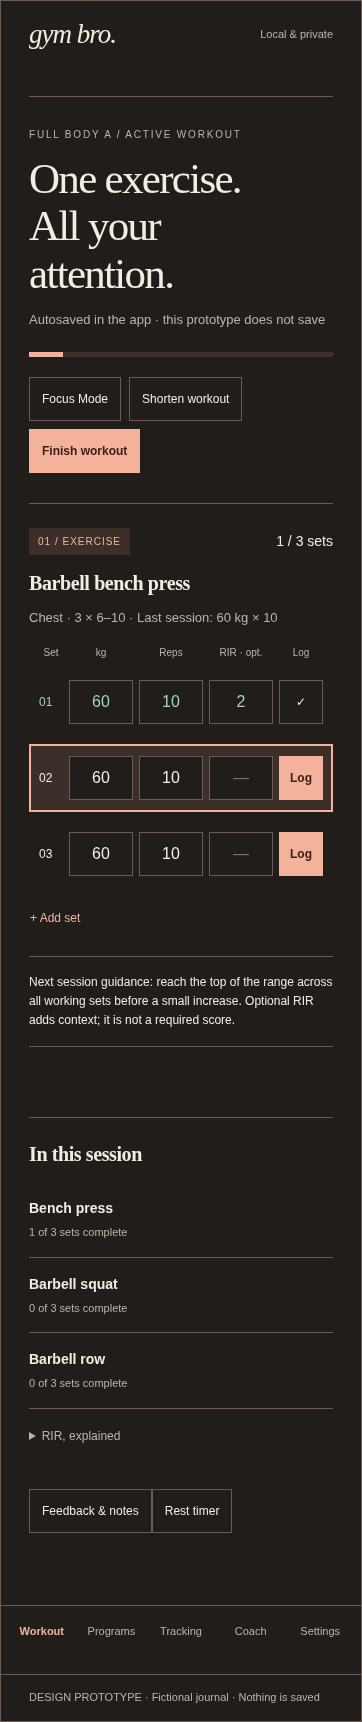 gym bro.
Local & private
FULL BODY A / ACTIVE WORKOUT
One exercise.
All your
attention.
Autosaved in the app · this prototype does not save
Focus Mode
Shorten workout
Finish workout
01 / EXERCISE
1 / 3 sets
Barbell bench press
Chest · 3 × 6–10 · Last session: 60 kg × 10
Set kg Reps RIR · opt. Log
01 60 10 2 ✓
02 60 10 — Log
03 60 10 — Log
+ Add set
Next session guidance: reach the top of the range across
all working sets before a small increase. Optional RIR
adds context; it is not a required score.
In this session
Bench press
1 of 3 sets complete
Barbell squat
0 of 3 sets complete
Barbell row
0 of 3 sets complete
▶ RIR, explained
Feedback & notes
Rest timer
Workout Programs Tracking Coach Settings
DESIGN PROTOTYPE · Fictional journal · Nothing is saved